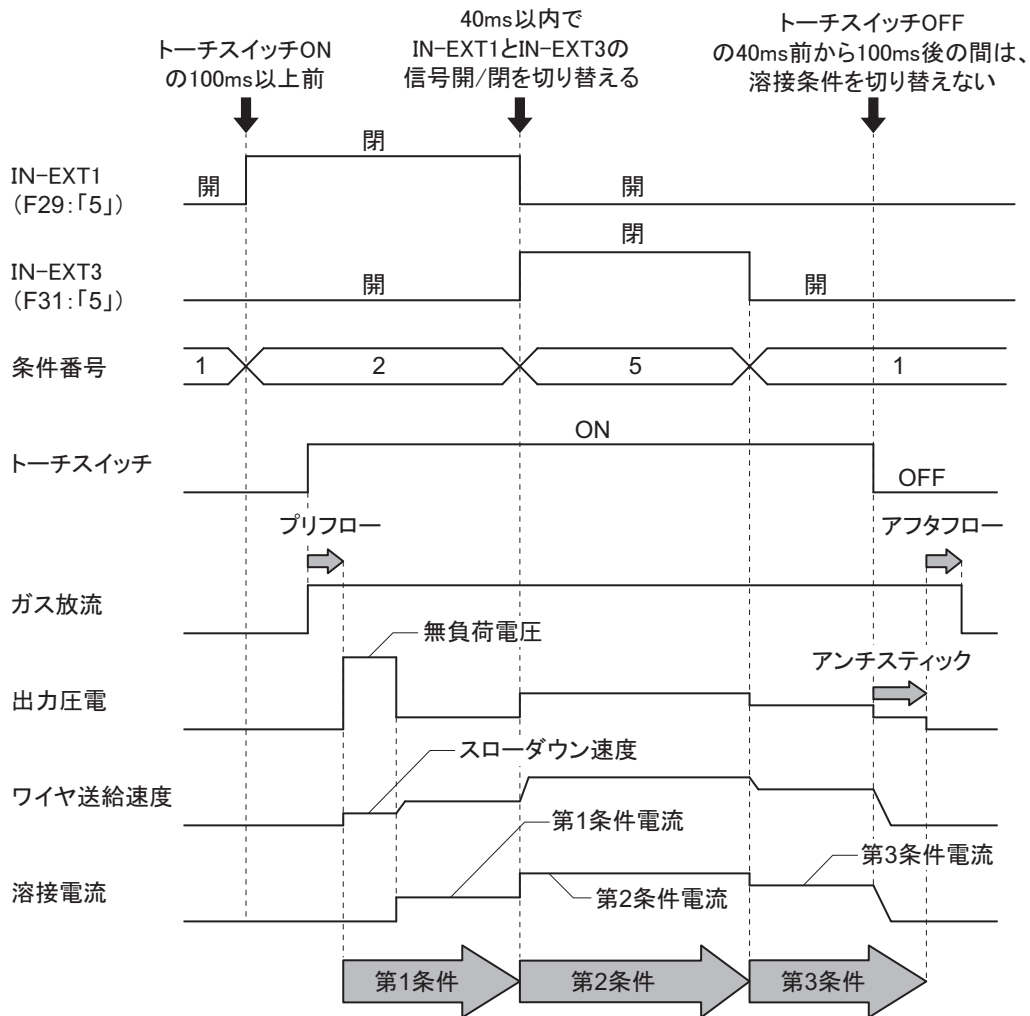 トーチスイッチON
の100ms以上前
40ms以内で
IN-EXT1とIN-EXT3の
信号開/閉を切り替える
トーチスイッチOFF
の40ms前から100ms後の間は、
溶接条件を切り替えない
IN-EXT1
（F29:「5」）
開
閉
開
IN-EXT3
（F31:「5」）
開
閉
開
条件番号
1
2
5
1
トーチスイッチ
ON
OFF
プリフロー
アフタフロー
ガス放流
無負荷電圧
アンチスティック
出力圧電
スローダウン速度
ワイヤ送給速度
第1条件電流
第3条件電流
溶接電流
第2条件電流
第1条件
第2条件
第3条件